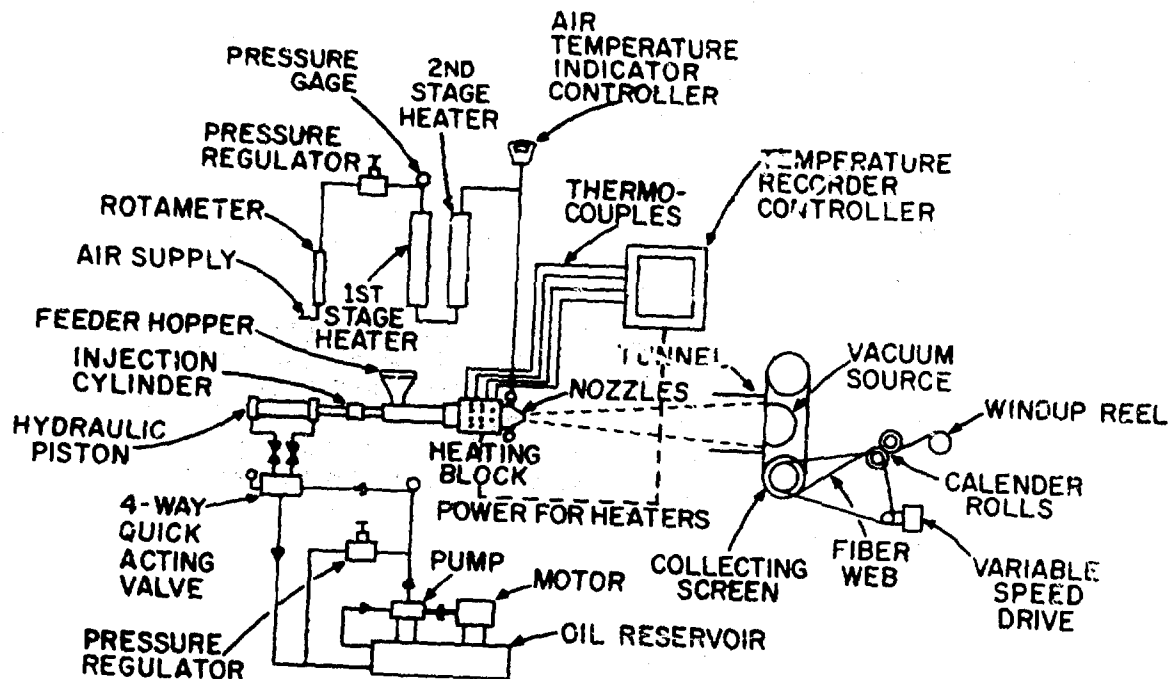 AIR
TEMPERATURE
INDICATOR
CONTROLLER
PRESSURE
GAGE
2ND
STAGE
HEATER
PRESSURE
REGULATOR
TEMPERATURE
RECORDER
CONTROLLER
THERMO-
COUPLES
ROTAMETER
AIR SUPPLY
1ST
STAGE
HEATER
FEEDER HOPPER
INJECTION
CYLINDER
TUNNEL
VACUUM
SOURCE
NOZZLES
WINDUP REEL
HYDRAULIC
PISTON
HEATING
BLOCK
CALENDER
ROLLS
4-WAY
QUICK
ACTING
VALVE
POWER FOR HEATERS
COLLECTING
SCREEN
FIBER
WEB
VARIABLE
SPEED
DRIVE
PUMP
MOTOR
PRESSURE
REGULATOR
OIL RESERVOIR